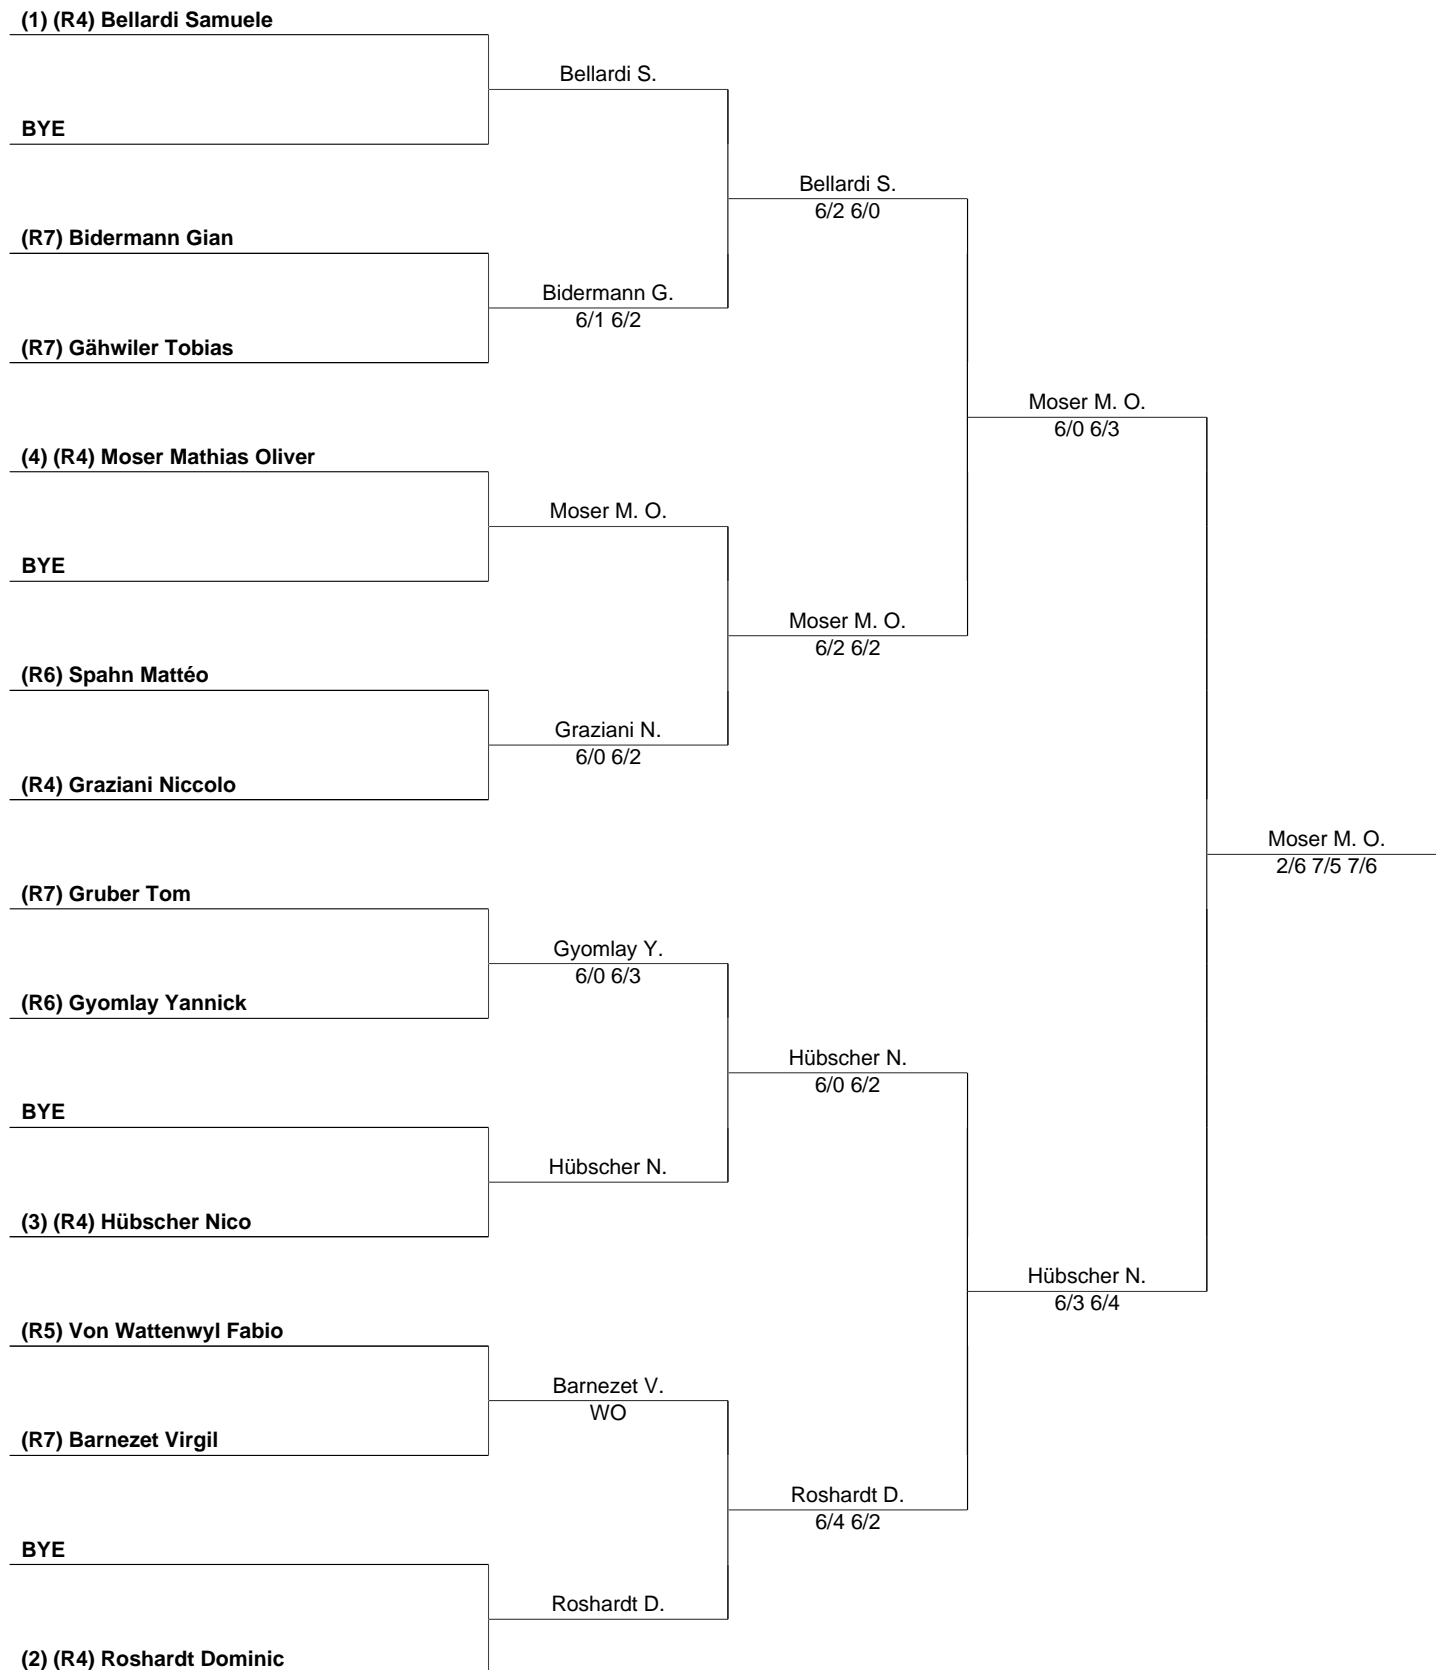 (1) (R4) Bellardi Samuele
Bellardi S.
BYE
Bellardi S.
6/2 6/0
(R7) Bidermann Gian
Bidermann G.
6/1 6/2
(R7) Gähwiler Tobias
Moser M. O.
6/0 6/3
(4) (R4) Moser Mathias Oliver
Moser M. O.
BYE
Moser M. O.
6/2 6/2
(R6) Spahn Mattéo
Graziani N.
6/0 6/2
(R4) Graziani Niccolo
Moser M. O.
2/6 7/5 7/6
(R7) Gruber Tom
Gyomlay Y.
6/0 6/3
(R6) Gyomlay Yannick
Hübscher N.
6/0 6/2
BYE
Hübscher N.
(3) (R4) Hübscher Nico
Hübscher N.
6/3 6/4
(R5) Von Wattenwyl Fabio
Barnezet V.
WO
(R7) Barnezet Virgil
Roshardt D.
6/4 6/2
BYE
Roshardt D.
(2) (R4) Roshardt Dominic